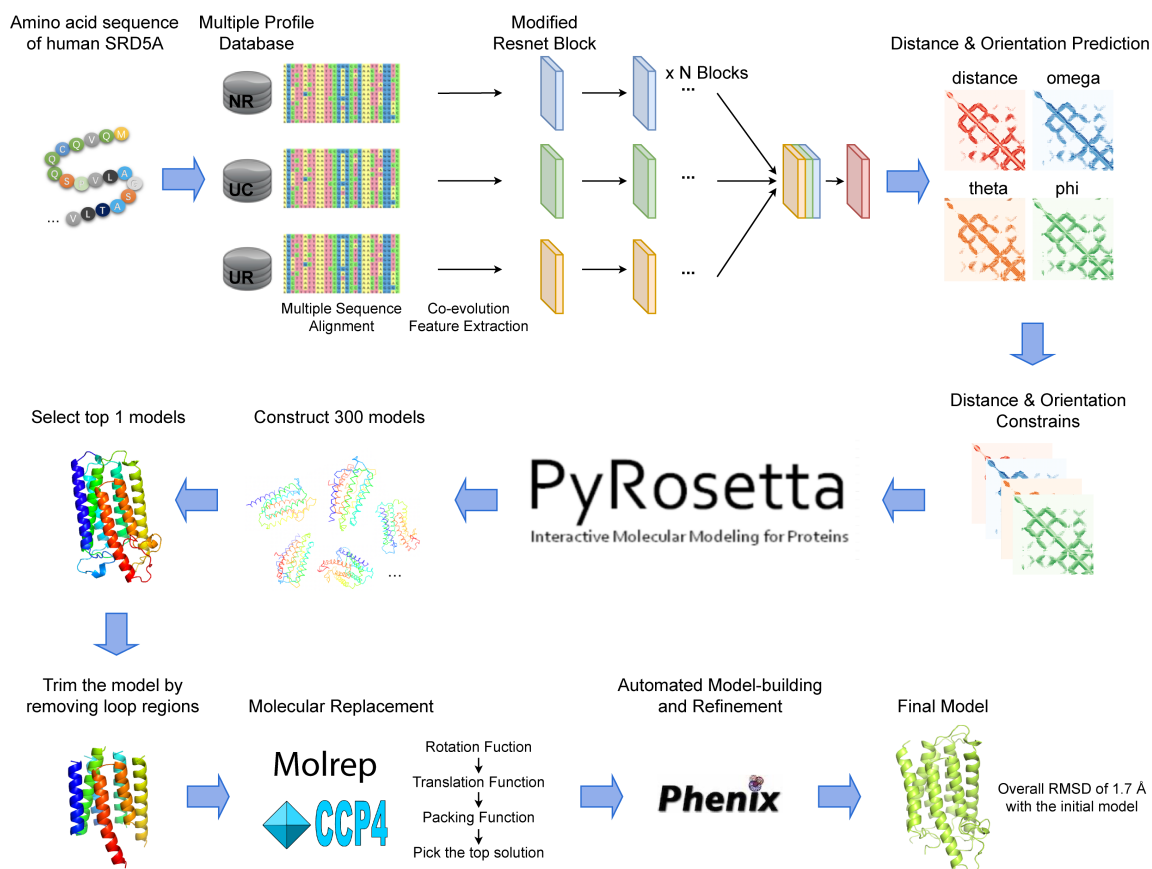 Amino acid sequence
of human SRD5A
Multiple Profile
Database
Modified
Resnet Block
Distance & Orientation Prediction
x N Blocks
distance
omega
NR
...
M
Q
V
Q
C
Q
Q
S
L
V
L
A
S
A
T
L
V
...
UC
...
theta
phi
UR
...
Multiple Sequence
Alignment
Co-evolution
Feature Extraction
Select top 1 models
Construct 300 models
Distance & Orientation
Constrains
PyRosetta
Interactive Molecular Modeling for Proteins
...
Trim the model by
removing loop regions
Molecular Replacement
Automated Model-building
and Refinement
Final Model
Molrep
CCP4
Rotation Fuction
Translation Function
Packing Function
Pick the top solution
Phenix
Overall RMSD of 1.7 Å
with the initial model